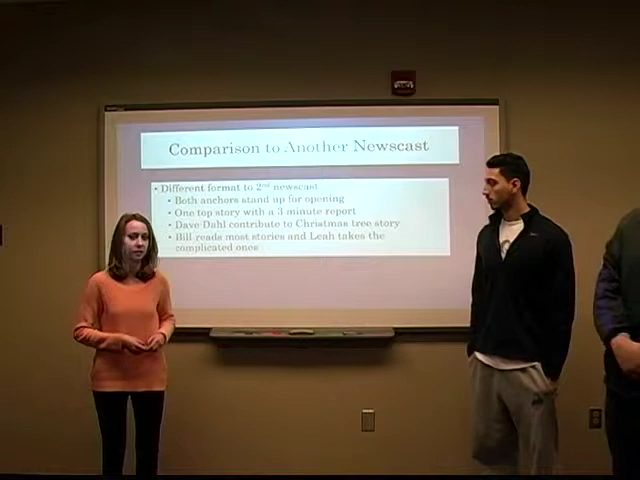 Comparison to Another Newscast
• Different format to 2nd newscast
• Both anchors stand up for opening
• One top story with a 3 minute report
• Dave Dahl contribute to Christmas tree story
• Bill reads most stories and Leah takes the
complicated ones